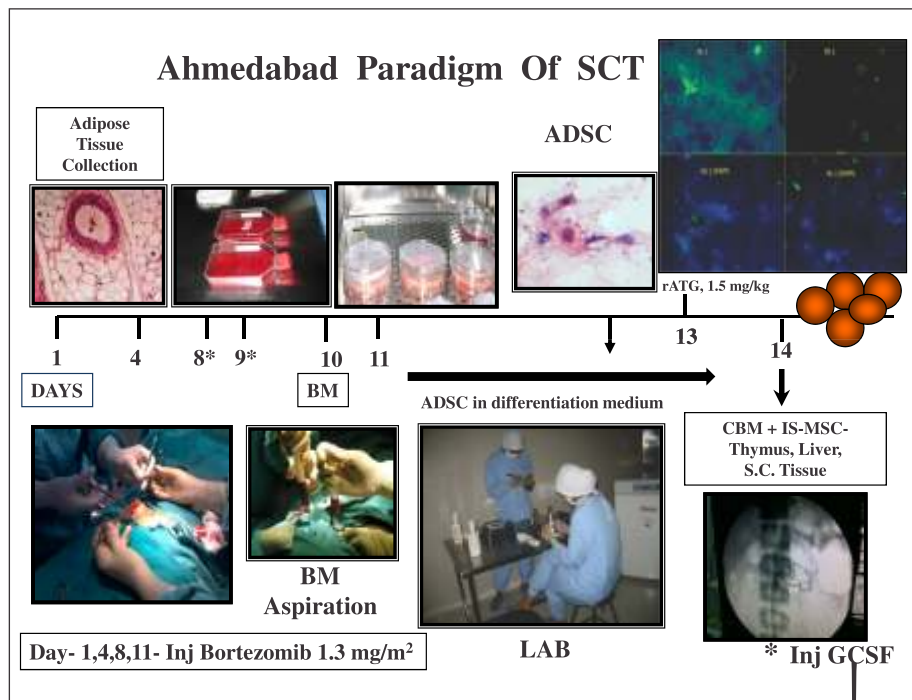 Ahmedabad Paradigm Of SCT
Adipose
Tissue
Collection
ADSC
rATG, 1.5 mg/kg
1
4
8*
9*
10
11
13
14
DAYS
BM
ADSC in differentiation medium
CBM + IS-MSC-
Thymus, Liver,
S.C. Tissue
BM
Aspiration
LAB
Day- 1,4,8,11- Inj Bortezomib 1.3 mg/m²
* Inj GCSF